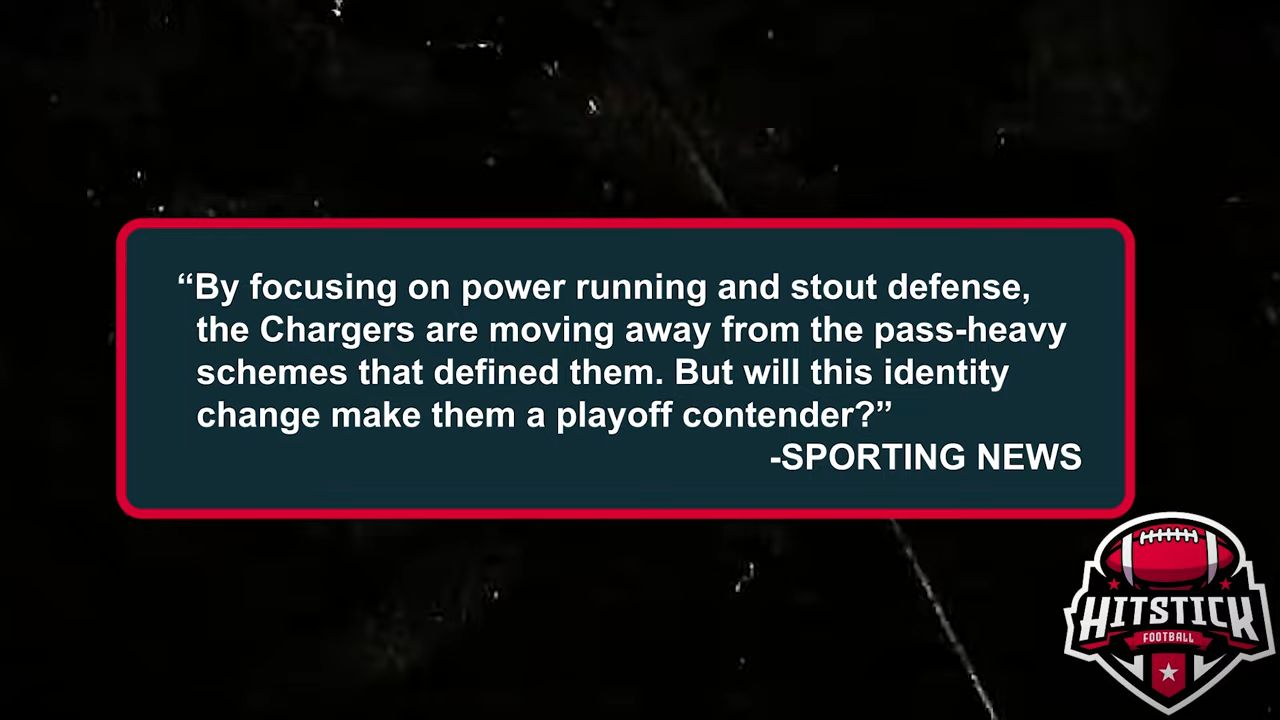 “By focusing on power running and stout defense,
the Chargers are moving away from the pass-heavy
schemes that defined them. But will this identity
change make them a playoff contender?”
-SPORTING NEWS
HITSTICK
FOOTBALL